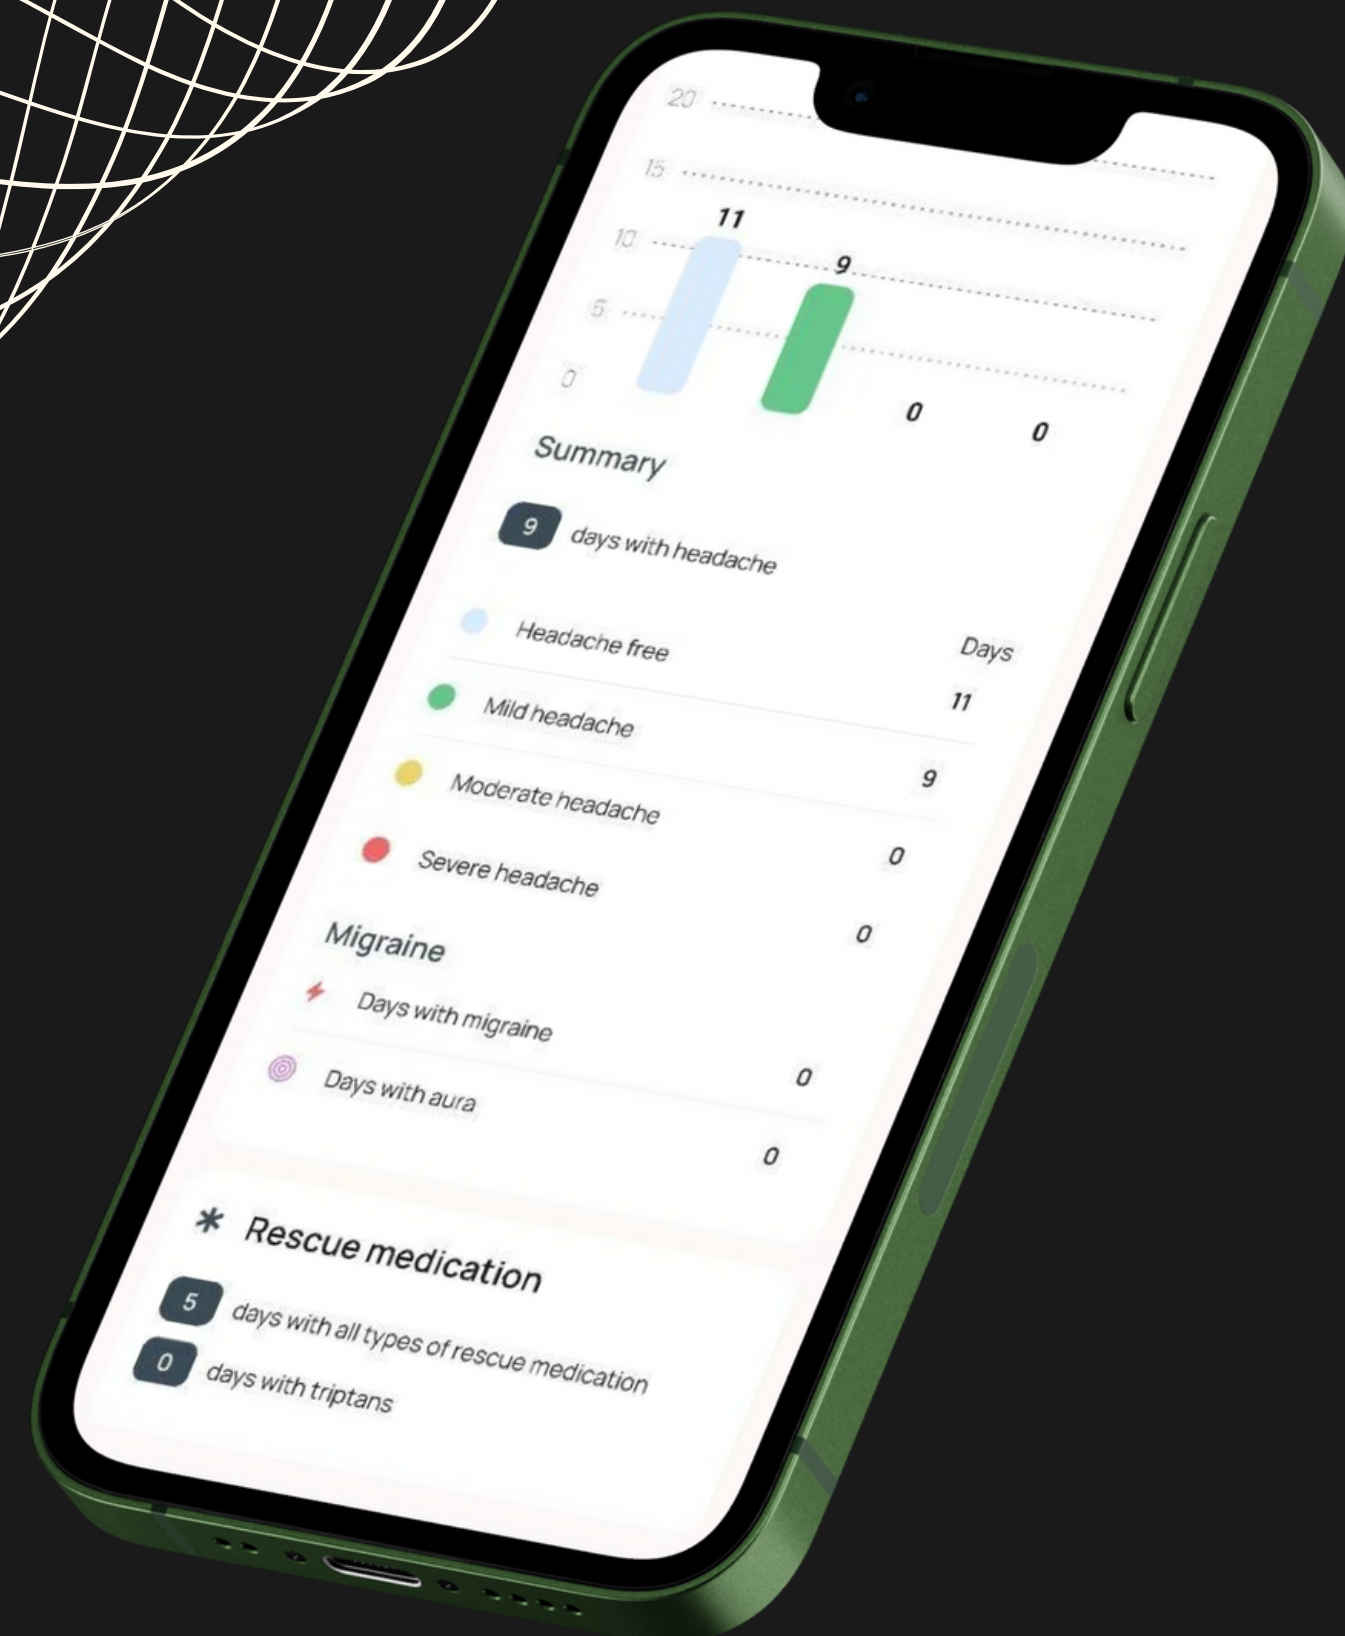 20
15
11
10
9
5
0
0
0
Summary
9 days with headache
Days
Headache free 11
Mild headache 9
Moderate headache 0
Severe headache 0
Migraine
Days with migraine 0
Days with aura 0
Rescue medication
5 days with all types of rescue medication
0 days with triptans